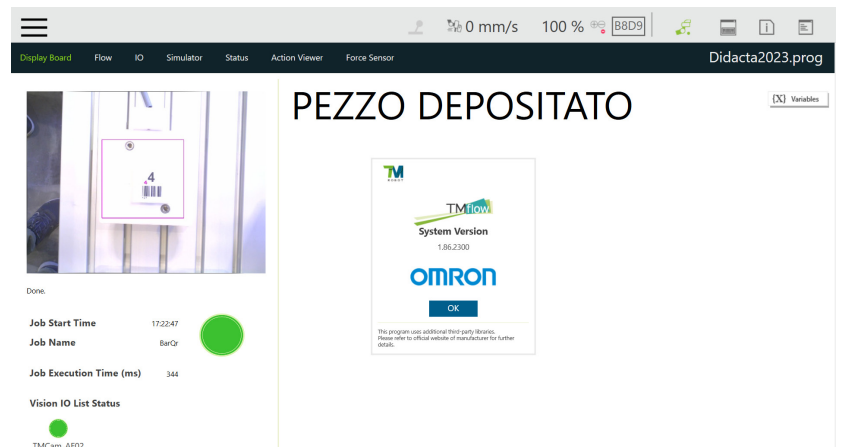 0 mm/s
100 %
B8D9
Display Board
Flow
IO
Simulator
Status
Action Viewer
Force Sensor
Didacta2023.prog
4
Done.
Job Start Time 17:22:47
Job Name BarQr
Job Execution Time (ms) 344
Vision IO List Status
PEZZO DEPOSITATO
{X} Variables
TM
ROBOT
TMflow
System Version
1.86.2300
OMRON
OK
This program uses additional third-party libraries.
Please refer to official website of manufacturer for further
details.